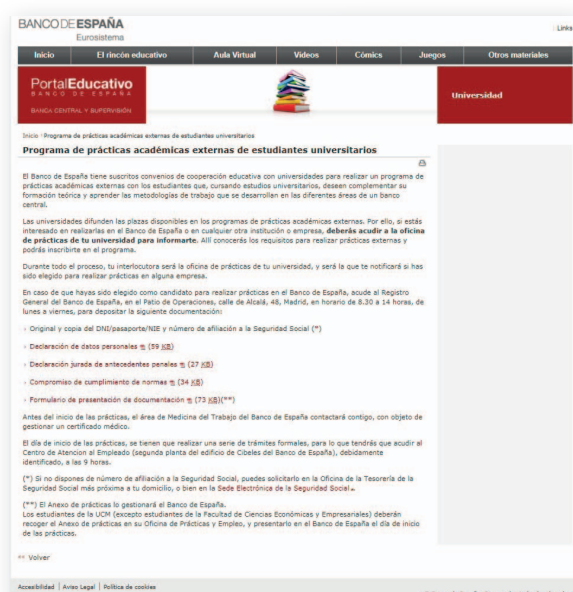 BANCO DE ESPAÑA
Eurosistema
Links
Inicio
El rincón educativo
Aula Virtual
Vídeos
Cómics
Juegos
Otros materiales
PortalEducativo
BANCO DE ESPAÑA
BANCA CENTRAL Y SUPERVISIÓN
Universidad
Inicio › Programa de prácticas académicas externas de estudiantes universitarios
Programa de prácticas académicas externas de estudiantes universitarios
El Banco de España tiene suscritos convenios de cooperación educativa con universidades para realizar un programa de
prácticas académicas externas con los estudiantes que, cursando estudios universitarios, deseen complementar su
formación teórica y aprender las metodologías de trabajo que se desarrollan en las diferentes áreas de un banco
central.
Las universidades difunden las plazas disponibles en los programas de prácticas académicas externas. Por ello, si estás
interesado en realizarlas en el Banco de España o en cualquier otra institución o empresa, deberás acudir a la oficina
de prácticas de tu universidad para informarte. Allí conocerás los requisitos para realizar prácticas externas y
podrás inscribirte en el programa.
Durante todo el proceso, tu interlocutora será la oficina de prácticas de tu universidad, y será la que te notificará si has
sido elegido para realizar prácticas en alguna empresa.
En caso de que hayas sido elegido como candidato para realizar prácticas en el Banco de España, acude al Registro
General del Banco de España, en el Patio de Operaciones, calle de Alcalá, 48, Madrid, en horario de 8.30 a 14 horas, de
lunes a viernes, para depositar la siguiente documentación:
› Original y copia del DNI/pasaporte/NIE y número de afiliación a la Seguridad Social (*)
› Declaración de datos personales (59 KB)
› Declaración jurada de antecedentes penales (27 KB)
› Compromiso de cumplimiento de normas (34 KB)
› Formulario de presentación de documentación (73 KB)(**)
Antes del inicio de las prácticas, el área de Medicina del Trabajo del Banco de España contactará contigo, con objeto de
gestionar un certificado médico.
El día de inicio de las prácticas, se tienen que realizar una serie de trámites formales, para lo que tendrás que acudir al
Centro de Atencion al Empleado (segunda planta del edificio de Cibeles del Banco de España), debidamente
identificado, a las 9 horas.
(*) Si no dispones de número de afiliación a la Seguridad Social, puedes solicitarlo en la Oficina de la Tesorería de la
Seguridad Social más próxima a tu domicilio, o bien en la Sede Electrónica de la Seguridad Social
(**) El Anexo de prácticas lo gestionará el Banco de España.
Los estudiantes de la UCM (excepto estudiantes de la Facultad de Ciencias Económicas y Empresariales) deberán
recoger el Anexo de prácticas en su Oficina de Prácticas y Empleo, y presentarlo en el Banco de España el día de inicio
de las prácticas.
Volver
Accesibilidad | Aviso Legal | Política de cookies